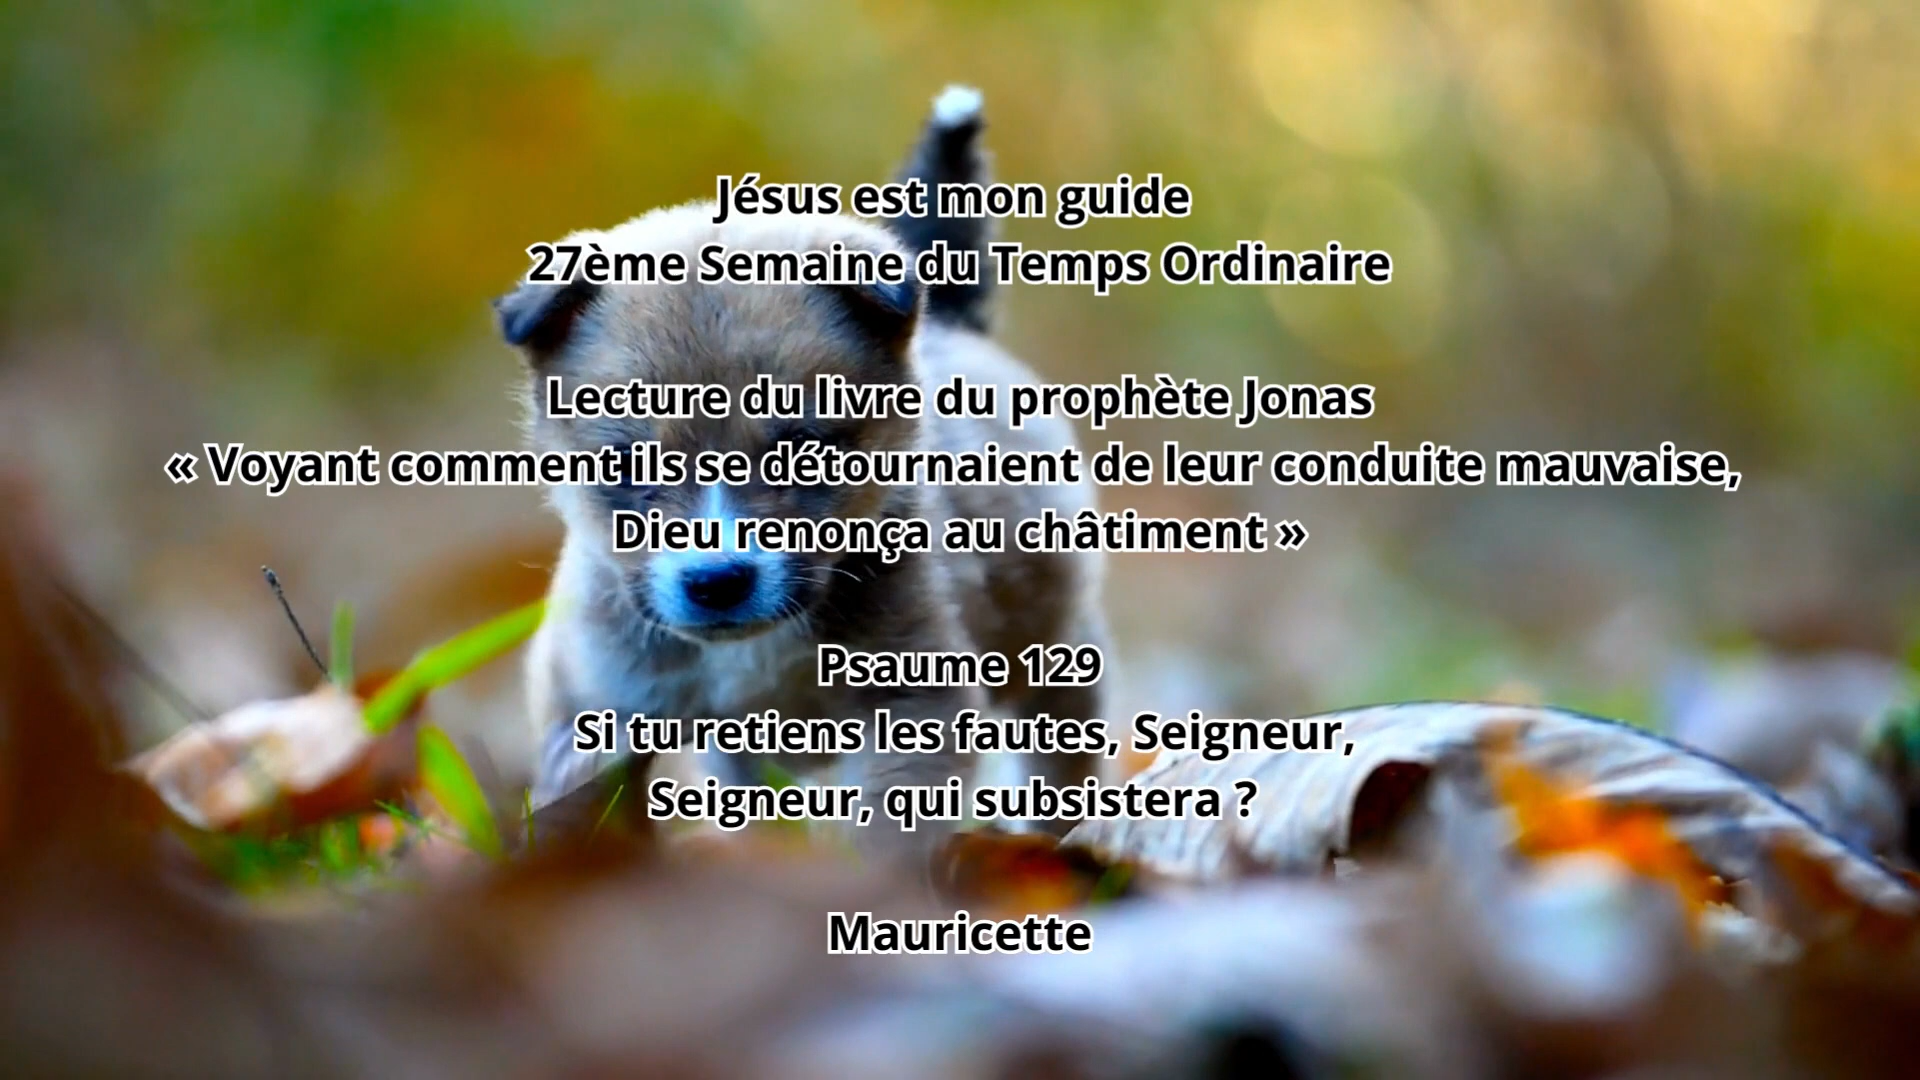 Jésus est mon guide
27ème Semaine du Temps Ordinaire
Lecture du livre du prophète Jonas
« Voyant comment ils se détournaient de leur conduite mauvaise,
Dieu renonça au châtiment »
Psaume 129
Si tu retiens les fautes, Seigneur,
Seigneur, qui subsistera ?
Mauricette